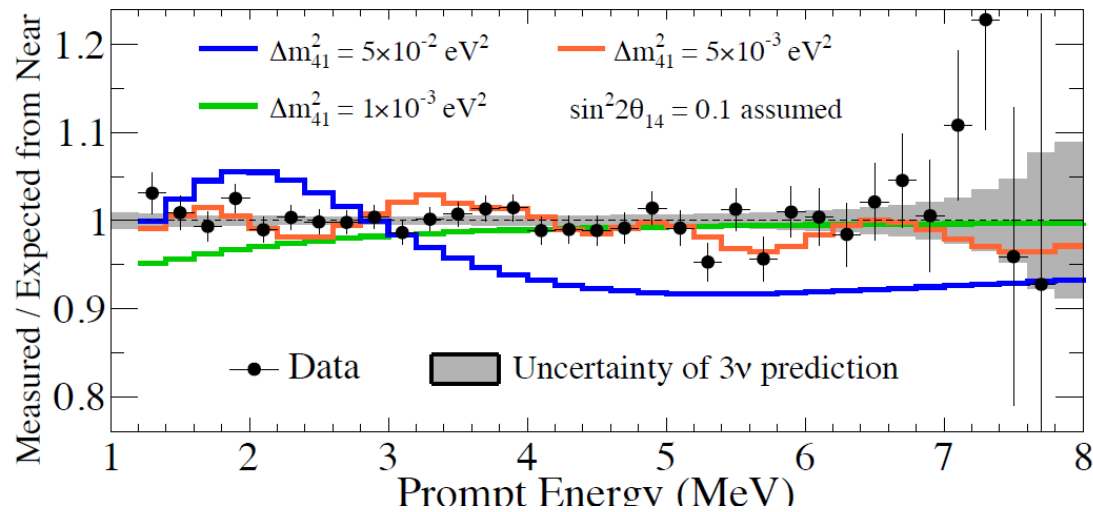 Measured / Expected from Near
1.2
1.1
1
0.9
0.8
Δm²₄₁ = 5×10⁻² eV²
Δm²₄₁ = 5×10⁻³ eV²
Δm²₄₁ = 1×10⁻³ eV²
sin²2θ₁₄ = 0.1 assumed
Data
Uncertainty of 3ν prediction
1 2 3 4 5 6 7 8
Prompt Energy (MeV)